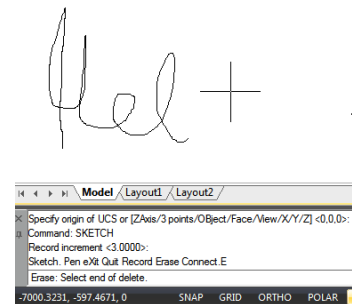 Hel
Model Layout1 Layout2
Specify origin of UCS or [ZAxis/3 points/OBject/Face/View/X/Y/Z] <0,0,0>:
Command: SKETCH
Record increment <3.0000>:
Sketch. Pen eXit Quit Record Erase Connect.E
Erase: Select end of delete.
-7000.3231, -597.4671, 0 SNAP GRID ORTHO POLAR